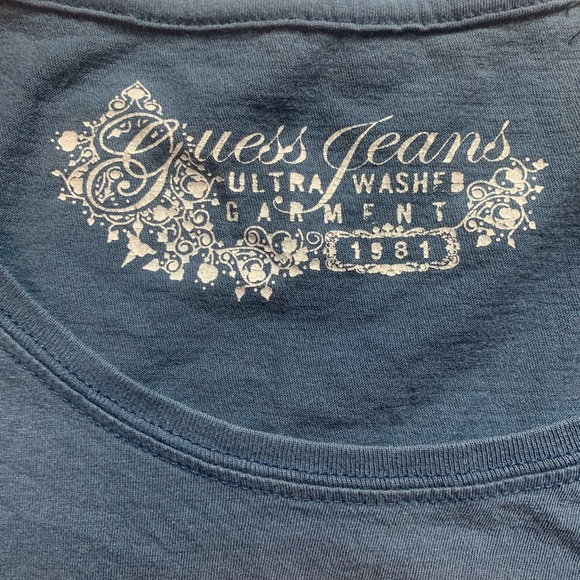 Guess Jeans
ULTRA WASHED
GARMENT
1981